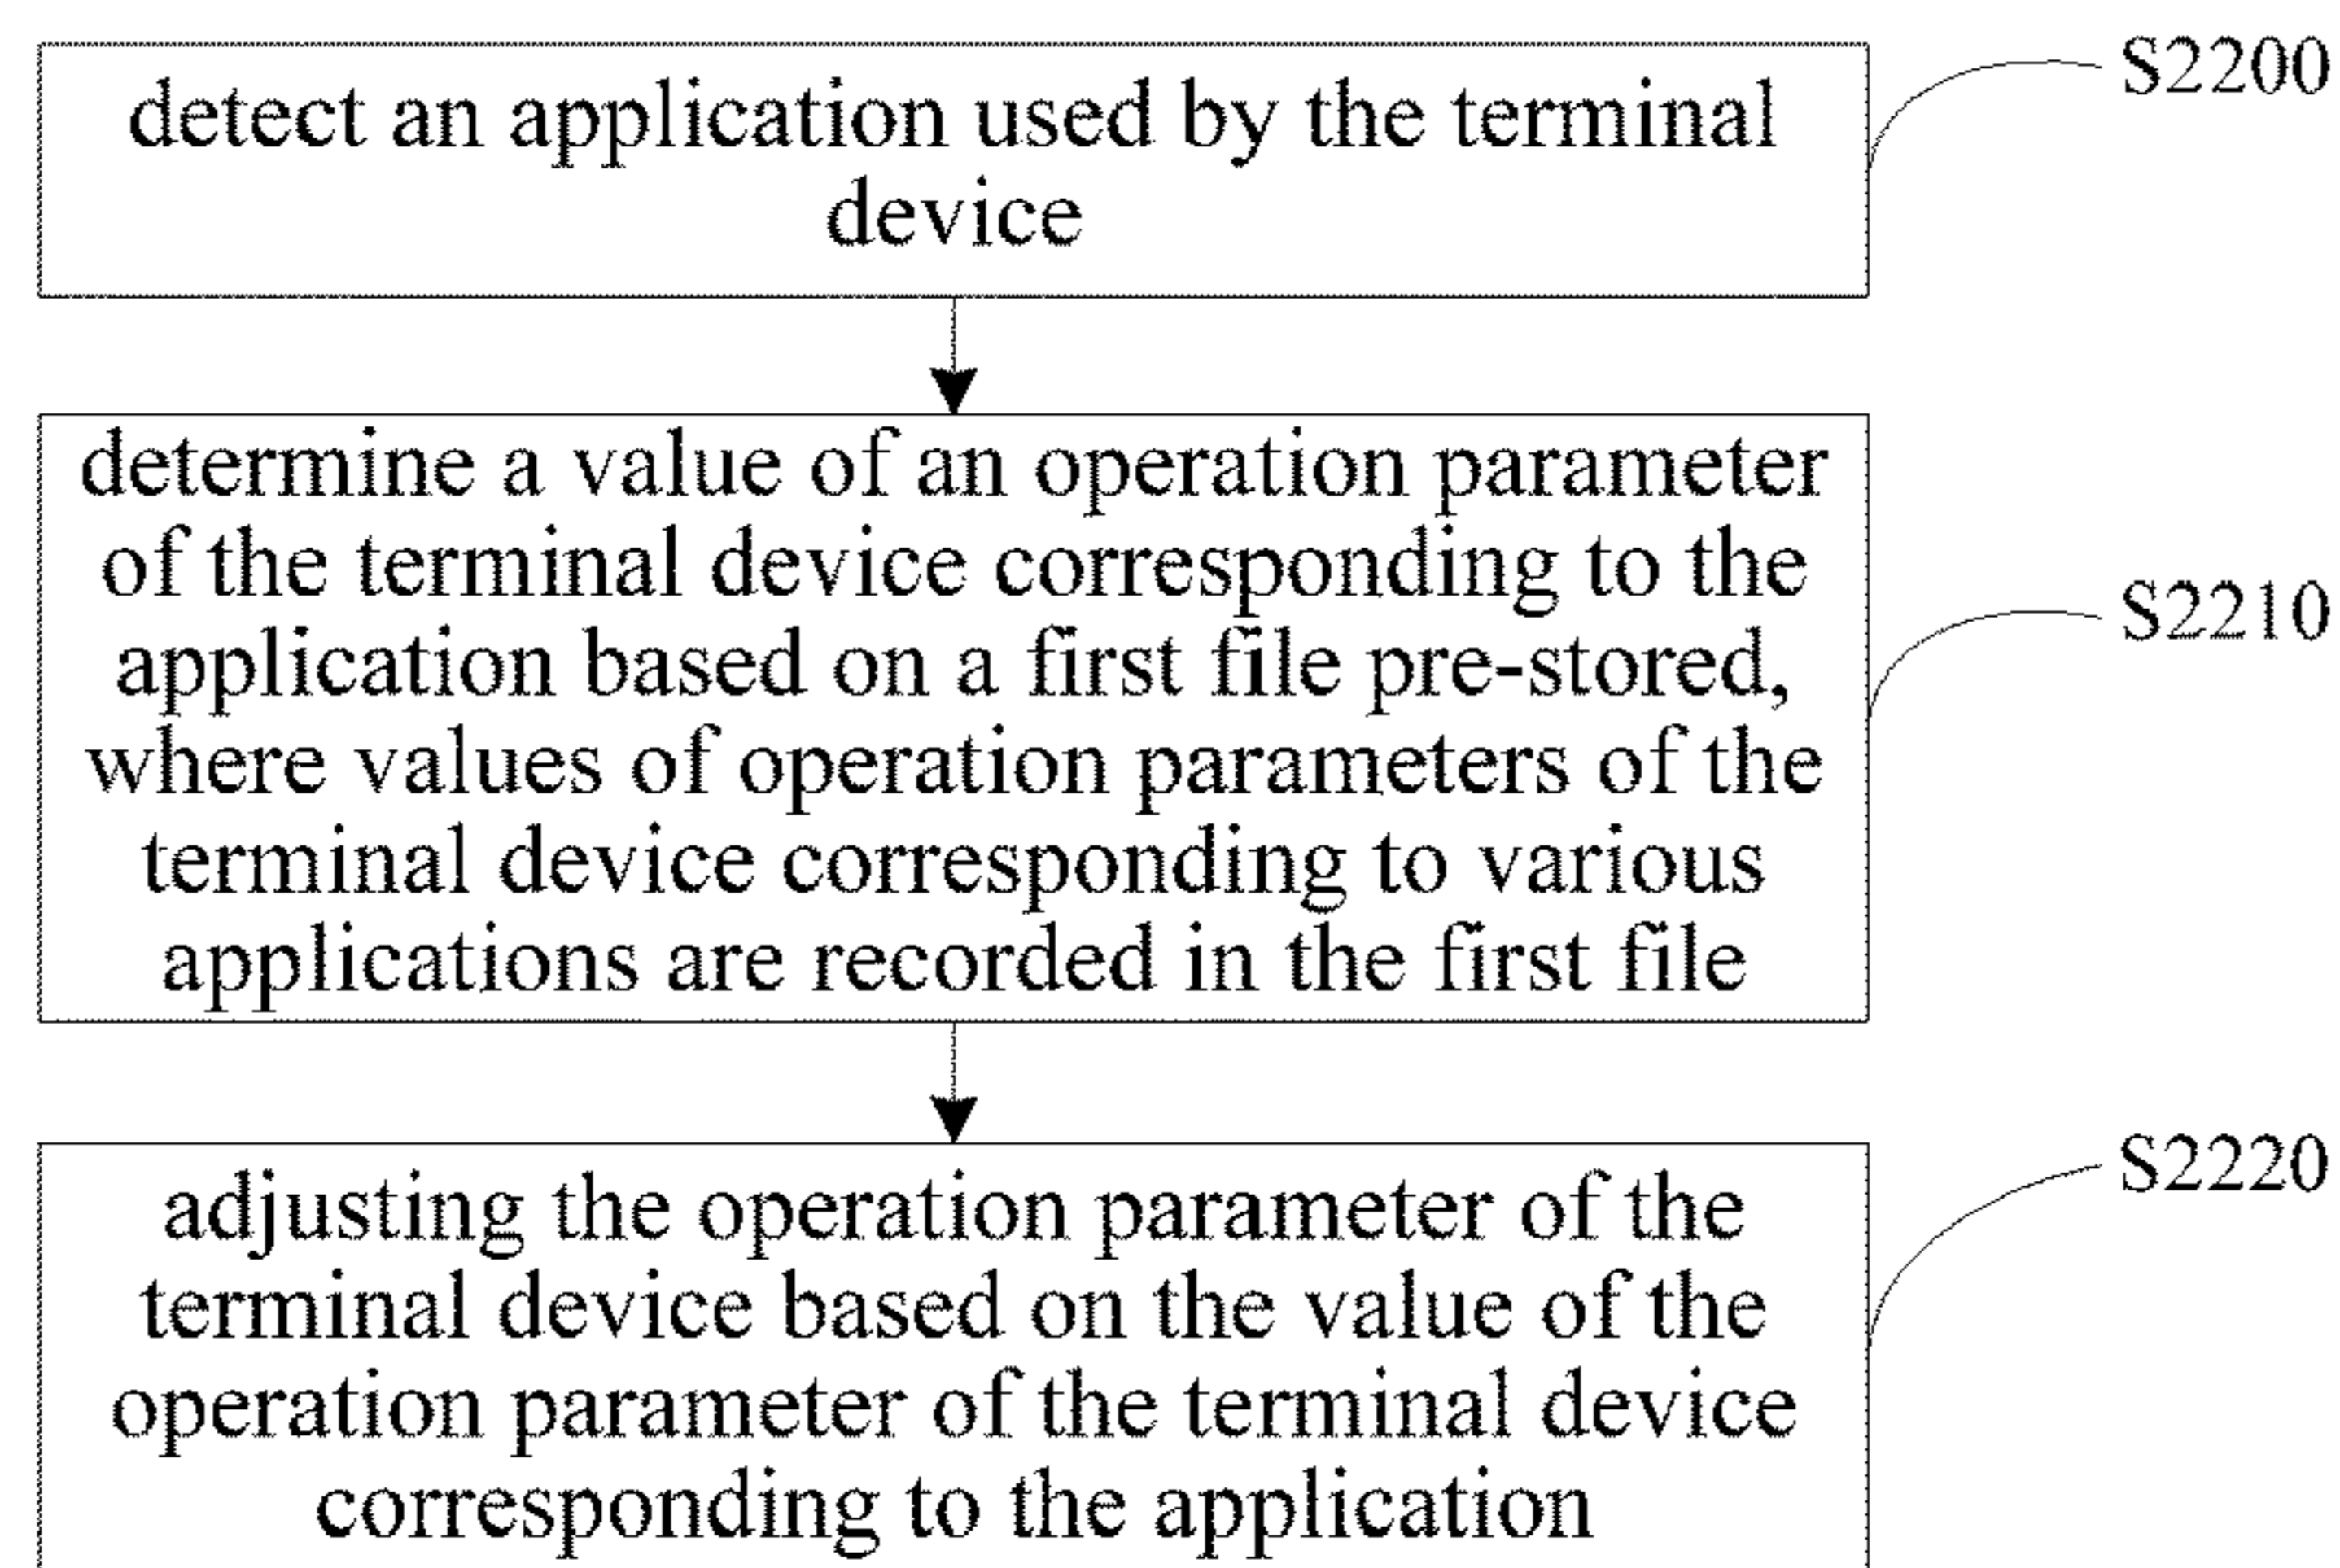 detect an application used by the terminal
device
S2200
determine a value of an operation parameter
of the terminal device corresponding to the
application based on a first file pre-stored,
where values of operation parameters of the
terminal device corresponding to various
applications are recorded in the first file
S2210
adjusting the operation parameter of the
terminal device based on the value of the
operation parameter of the terminal device
corresponding to the application
S2220